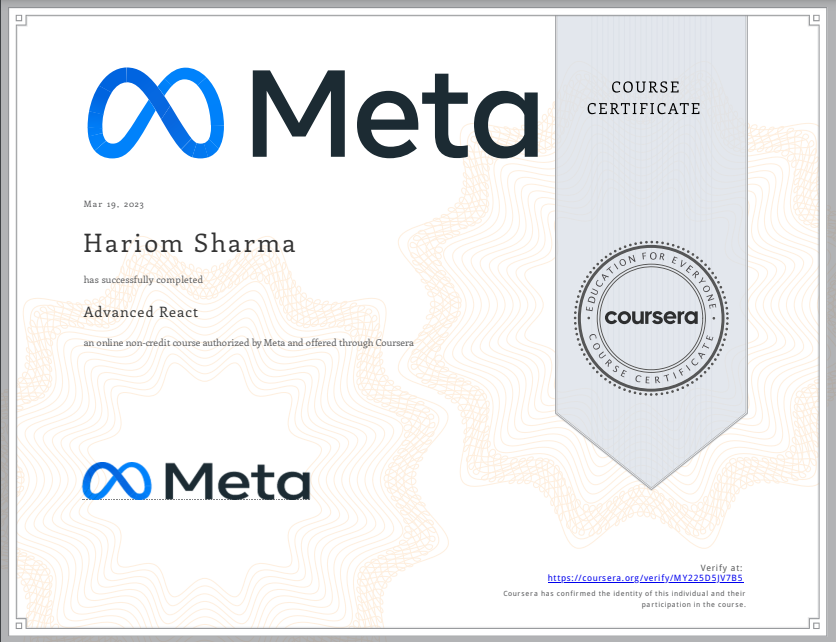 Meta
COURSE
CERTIFICATE
Mar 19, 2023
Hariom Sharma
has successfully completed
Advanced React
an online non-credit course authorized by Meta and offered through Coursera
EDUCATION FOR EVERYONE
coursera
COURSE CERTIFICATE
Meta
Verify at:
https://coursera.org/verify/MY225D5JV7B5
Coursera has confirmed the identity of this individual and their
participation in the course.